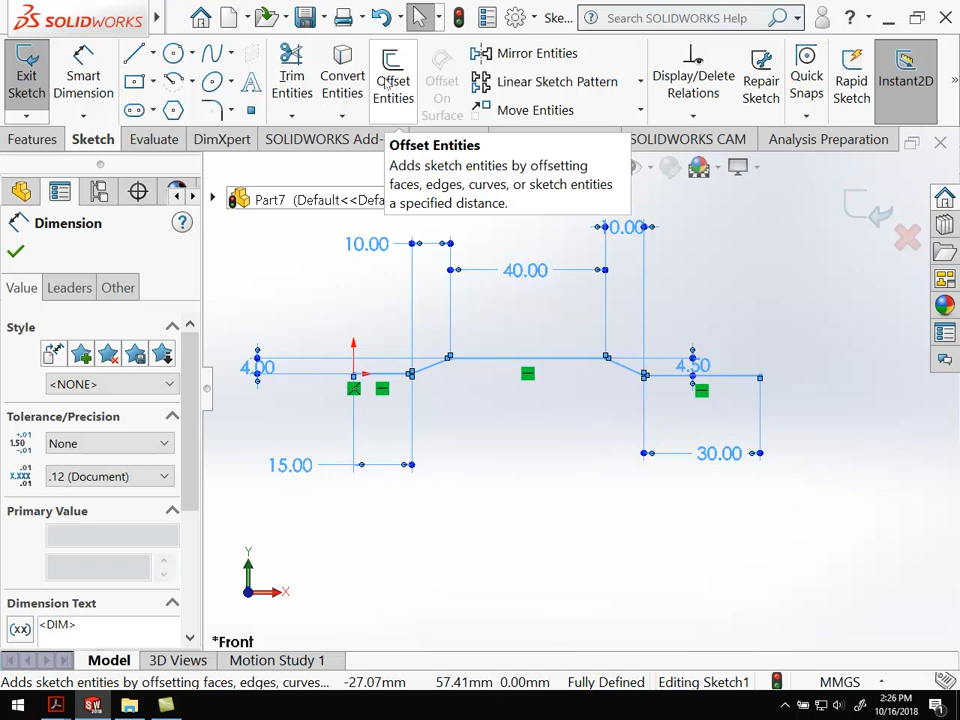 SOLIDWORKS
Ske...
Search SOLIDWORKS Help
?
Exit Sketch
Smart Dimension
Trim Entities
Convert Entities
Offset Entities
Offset On Surface
Mirror Entities
Linear Sketch Pattern
Move Entities
Display/Delete Relations
Repair Sketch
Quick Snaps
Rapid Sketch
Instant2D
Features
Sketch
Evaluate
DimXpert
SOLIDWORKS Add-
SOLIDWORKS CAM
Analysis Preparation
Offset Entities
Adds sketch entities by offsetting
faces, edges, curves, or sketch entities
a specified distance.
Part7 (Default<<Defa
Dimension
?
Value
Leaders
Other
Style
<NONE>
Tolerance/Precision
1.50
None
.12 (Document)
Primary Value
Dimension Text
(xx)
<DIM>
10.00
10.00
40.00
4.00
4.50
15.00
30.00
Y
X
*Front
Model
3D Views
Motion Study 1
Adds sketch entities by offsetting faces, edges, curves...
-27.07mm
57.41mm
0.00mm
Fully Defined
Editing Sketch1
MMGS
2:26 PM
10/16/2018